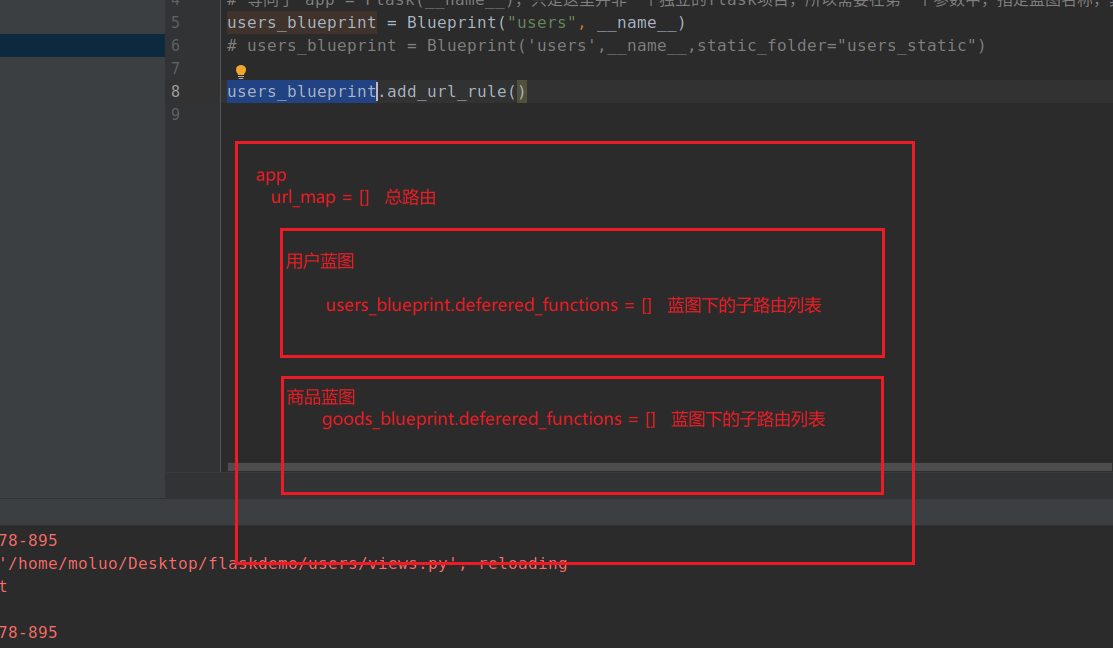 4 # 等同于 app = Flask(__name__), 只是这里并非一个独立的flask项目, 所以需要在第一个参数中, 指定蓝图名称,
5 users_blueprint = Blueprint("users", __name__)
6 # users_blueprint = Blueprint('users',__name__,static_folder="users_static")
7
8 users_blueprint.add_url_rule()
9
app
url_map = [] 总路由
用户蓝图
users_blueprint.deferered_functions = [] 蓝图下的子路由列表
商品蓝图
goods_blueprint.deferered_functions = [] 蓝图下的子路由列表
78-895
'/home/moluo/Desktop/flaskdemo/users/views.py', reloading
t
78-895